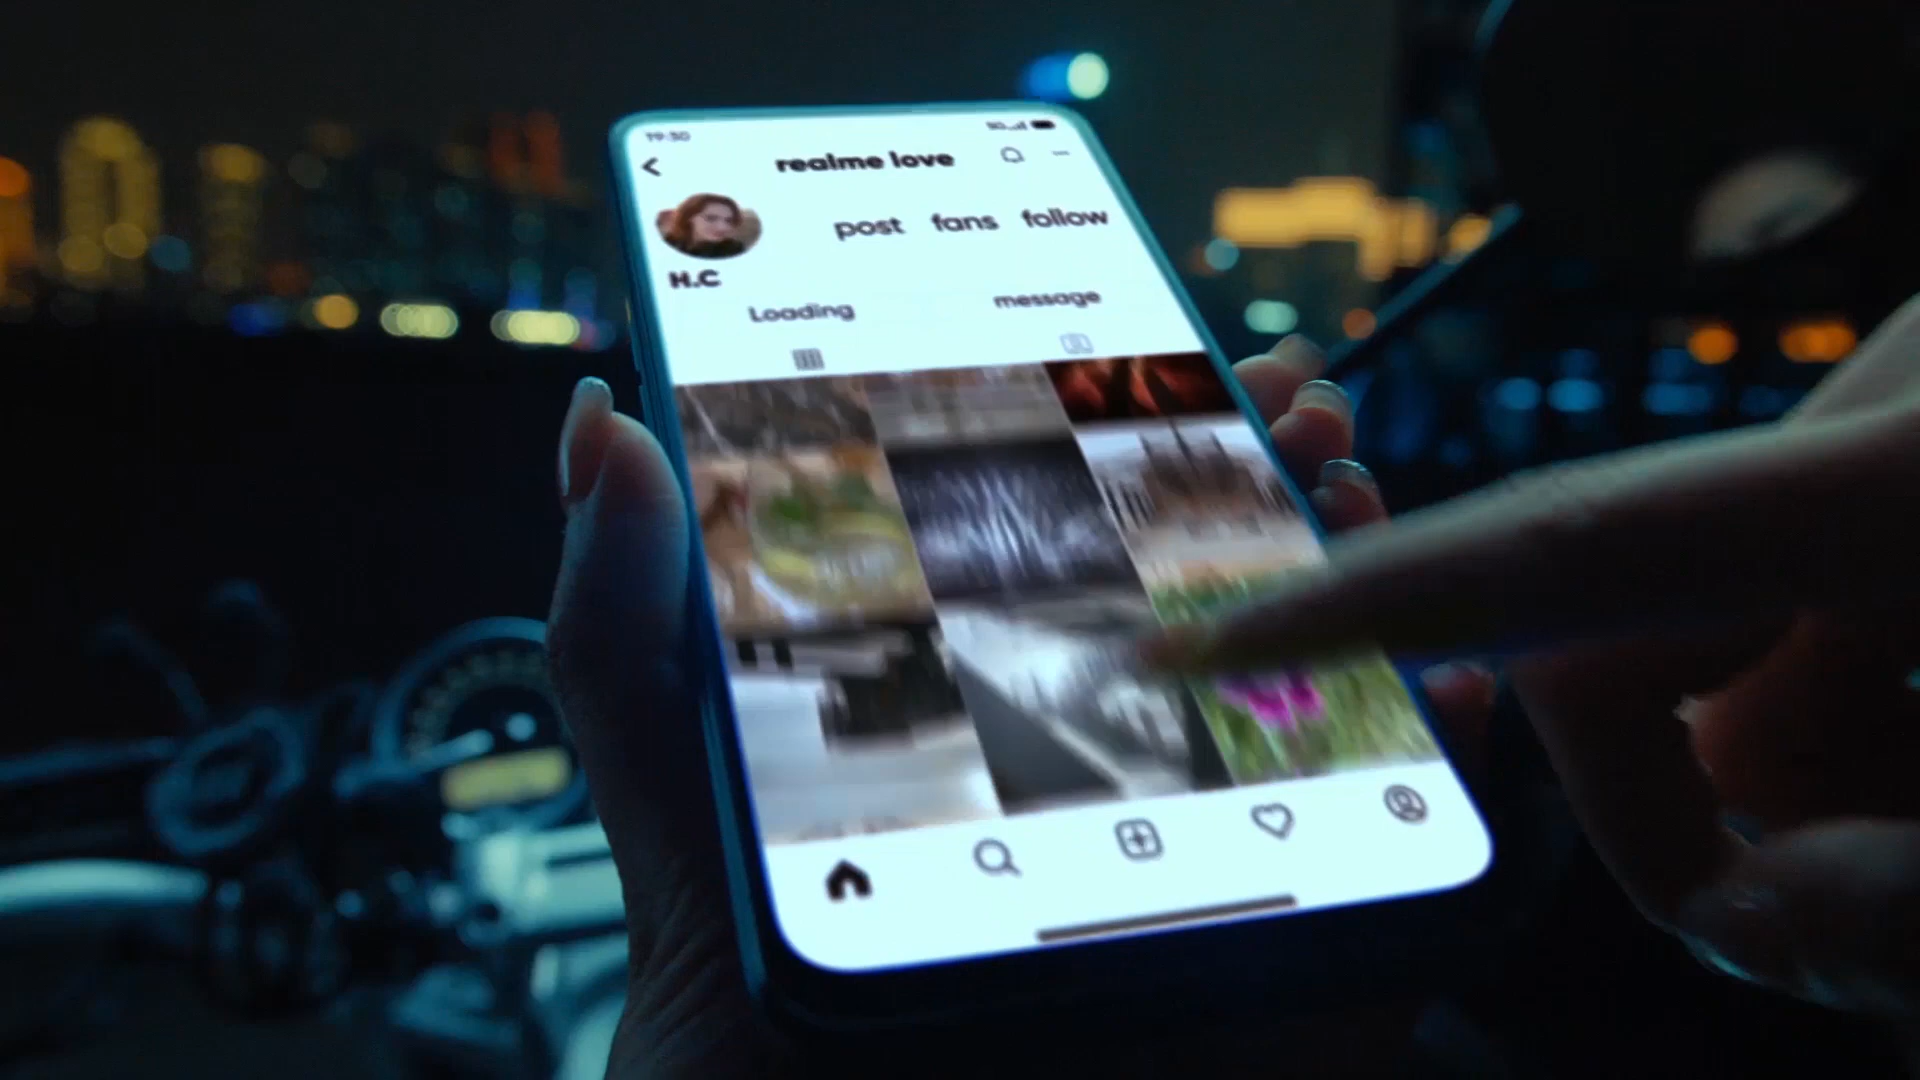 19:30
realme love
post fans follow
H.C
Loading message